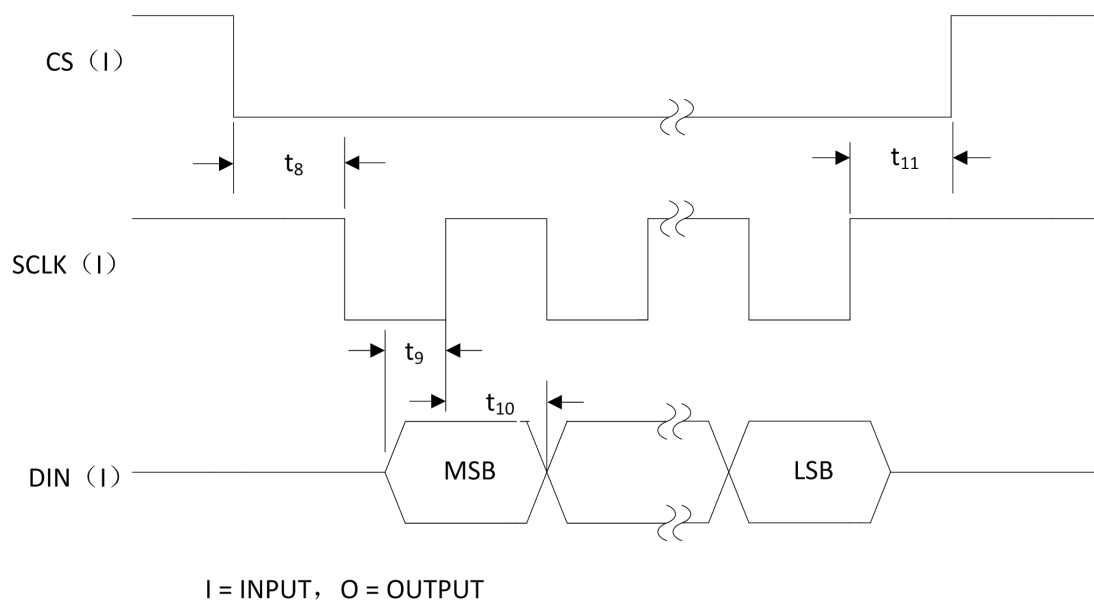 CS（I）
t8
t11
SCLK（I）
t9
t10
DIN（I）
MSB
LSB
I = INPUT，O = OUTPUT